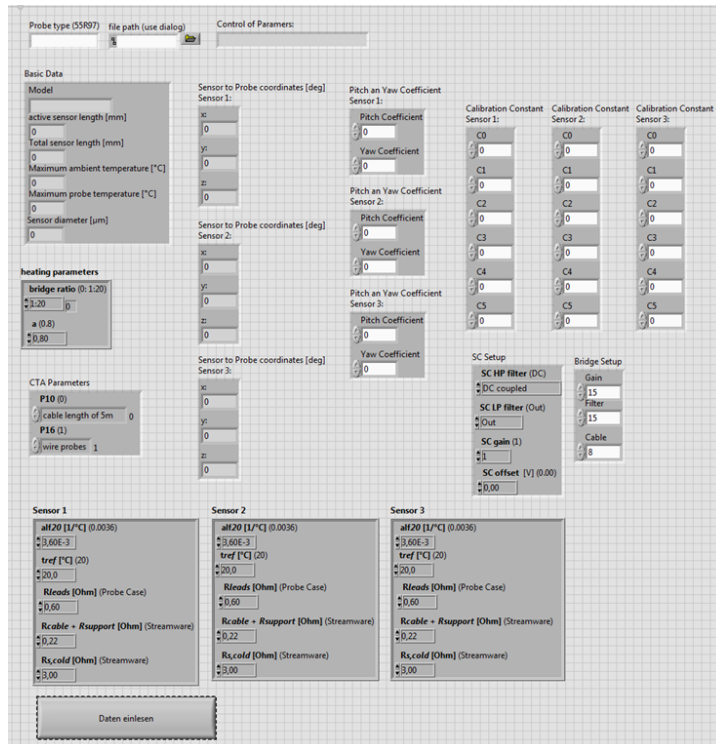 Probe type (55R97)
file path (use dialog)
Control of Paramers:
Basic Data
Model
active sensor length [mm]
0
Total sensor length [mm]
0
Maximum ambient temperature [°C]
0
Maximum probe temperature [°C]
0
Sensor diameter [µm]
0
heating parameters
bridge ratio (0: 1:20)
1:20 0
a (0.8)
0,80
CTA Parameters
P10 (0)
cable length of 5m 0
P16 (1)
wire probes 1
Sensor to Probe coordinates [deg]
Sensor 1:
x:
0
y:
0
z:
0
Sensor to Probe coordinates [deg]
Sensor 2:
x:
0
y:
0
z:
0
Sensor to Probe coordinates [deg]
Sensor 3:
x:
0
y:
0
z:
0
Pitch an Yaw Coefficient
Sensor 1:
Pitch Coefficient
0
Yaw Coefficient
0
Pitch an Yaw Coefficient
Sensor 2:
Pitch Coefficient
0
Yaw Coefficient
0
Pitch an Yaw Coefficient
Sensor 3:
Pitch Coefficient
0
Yaw Coefficient
0
Calibration Constant
Sensor 1:
C0
0
C1
0
C2
0
C3
0
C4
0
C5
0
Calibration Constant
Sensor 2:
C0
0
C1
0
C2
0
C3
0
C4
0
C5
0
Calibration Constant
Sensor 3:
C0
0
C1
0
C2
0
C3
0
C4
0
C5
0
SC Setup
SC HP filter (DC)
DC coupled
SC LP filter (Out)
Out
SC gain (1)
1
SC offset [V] (0.00)
0,00
Bridge Setup
Gain
15
Filter
15
Cable
8
Sensor 1
alf20 [1/°C] (0.0036)
3,60E-3
tref [°C] (20)
20,0
Rleads [Ohm] (Probe Case)
0,60
Rcable + Rsupport [Ohm] (Streamware)
0,22
Rs,cold [Ohm] (Streamware)
3,00
Sensor 2
alf20 [1/°C] (0.0036)
3,60E-3
tref [°C] (20)
20,0
Rleads [Ohm] (Probe Case)
0,60
Rcable + Rsupport [Ohm] (Streamware)
0,22
Rs,cold [Ohm] (Streamware)
3,00
Sensor 3
alf20 [1/°C] (0.0036)
3,60E-3
tref [°C] (20)
20,0
Rleads [Ohm] (Probe Case)
0,60
Rcable + Rsupport [Ohm] (Streamware)
0,22
Rs,cold [Ohm] (Streamware)
3,00
Daten einlesen